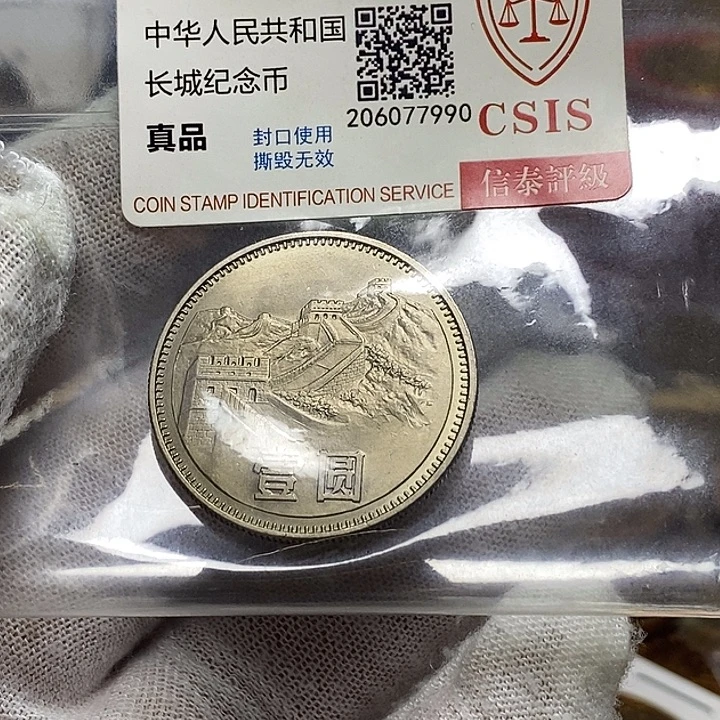 中华人民共和国
长城纪念币
真品
封口使用
撕毁无效
206077990
CSIS
COIN STAMP IDENTIFICATION SERVICE
信泰評級
壹圆